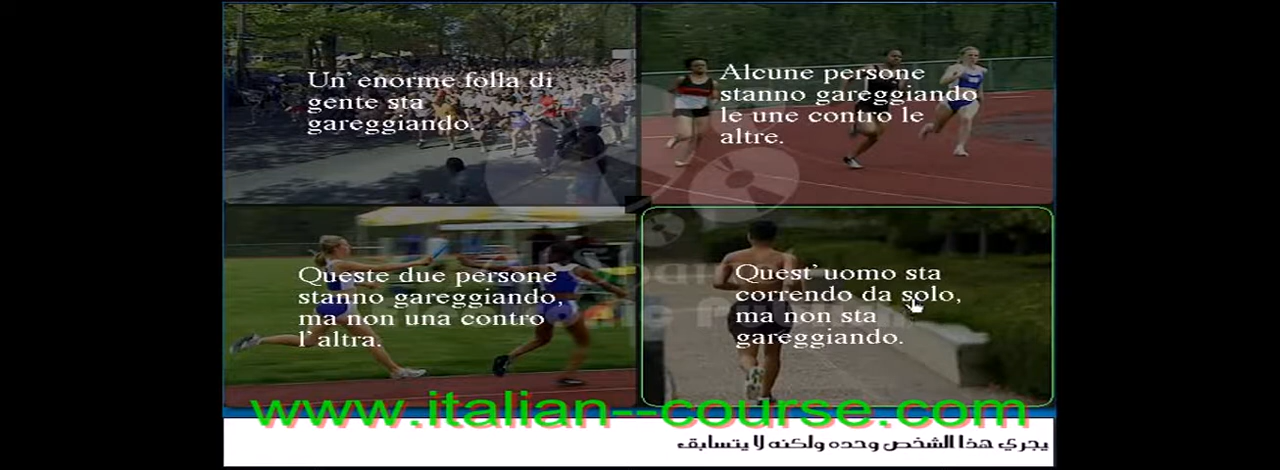 Un'enorme folla di
gente sta
gareggiando.
Alcune persone
stanno gareggiando
le une contro le
altre.
Queste due persone
stanno gareggiando,
ma non una contro
l'altra.
Quest'uomo sta
correndo da solo,
ma non sta
gareggiando.
www.italian--course.com
يجري هذا الشخص وحده ولكنه لا يتسابق